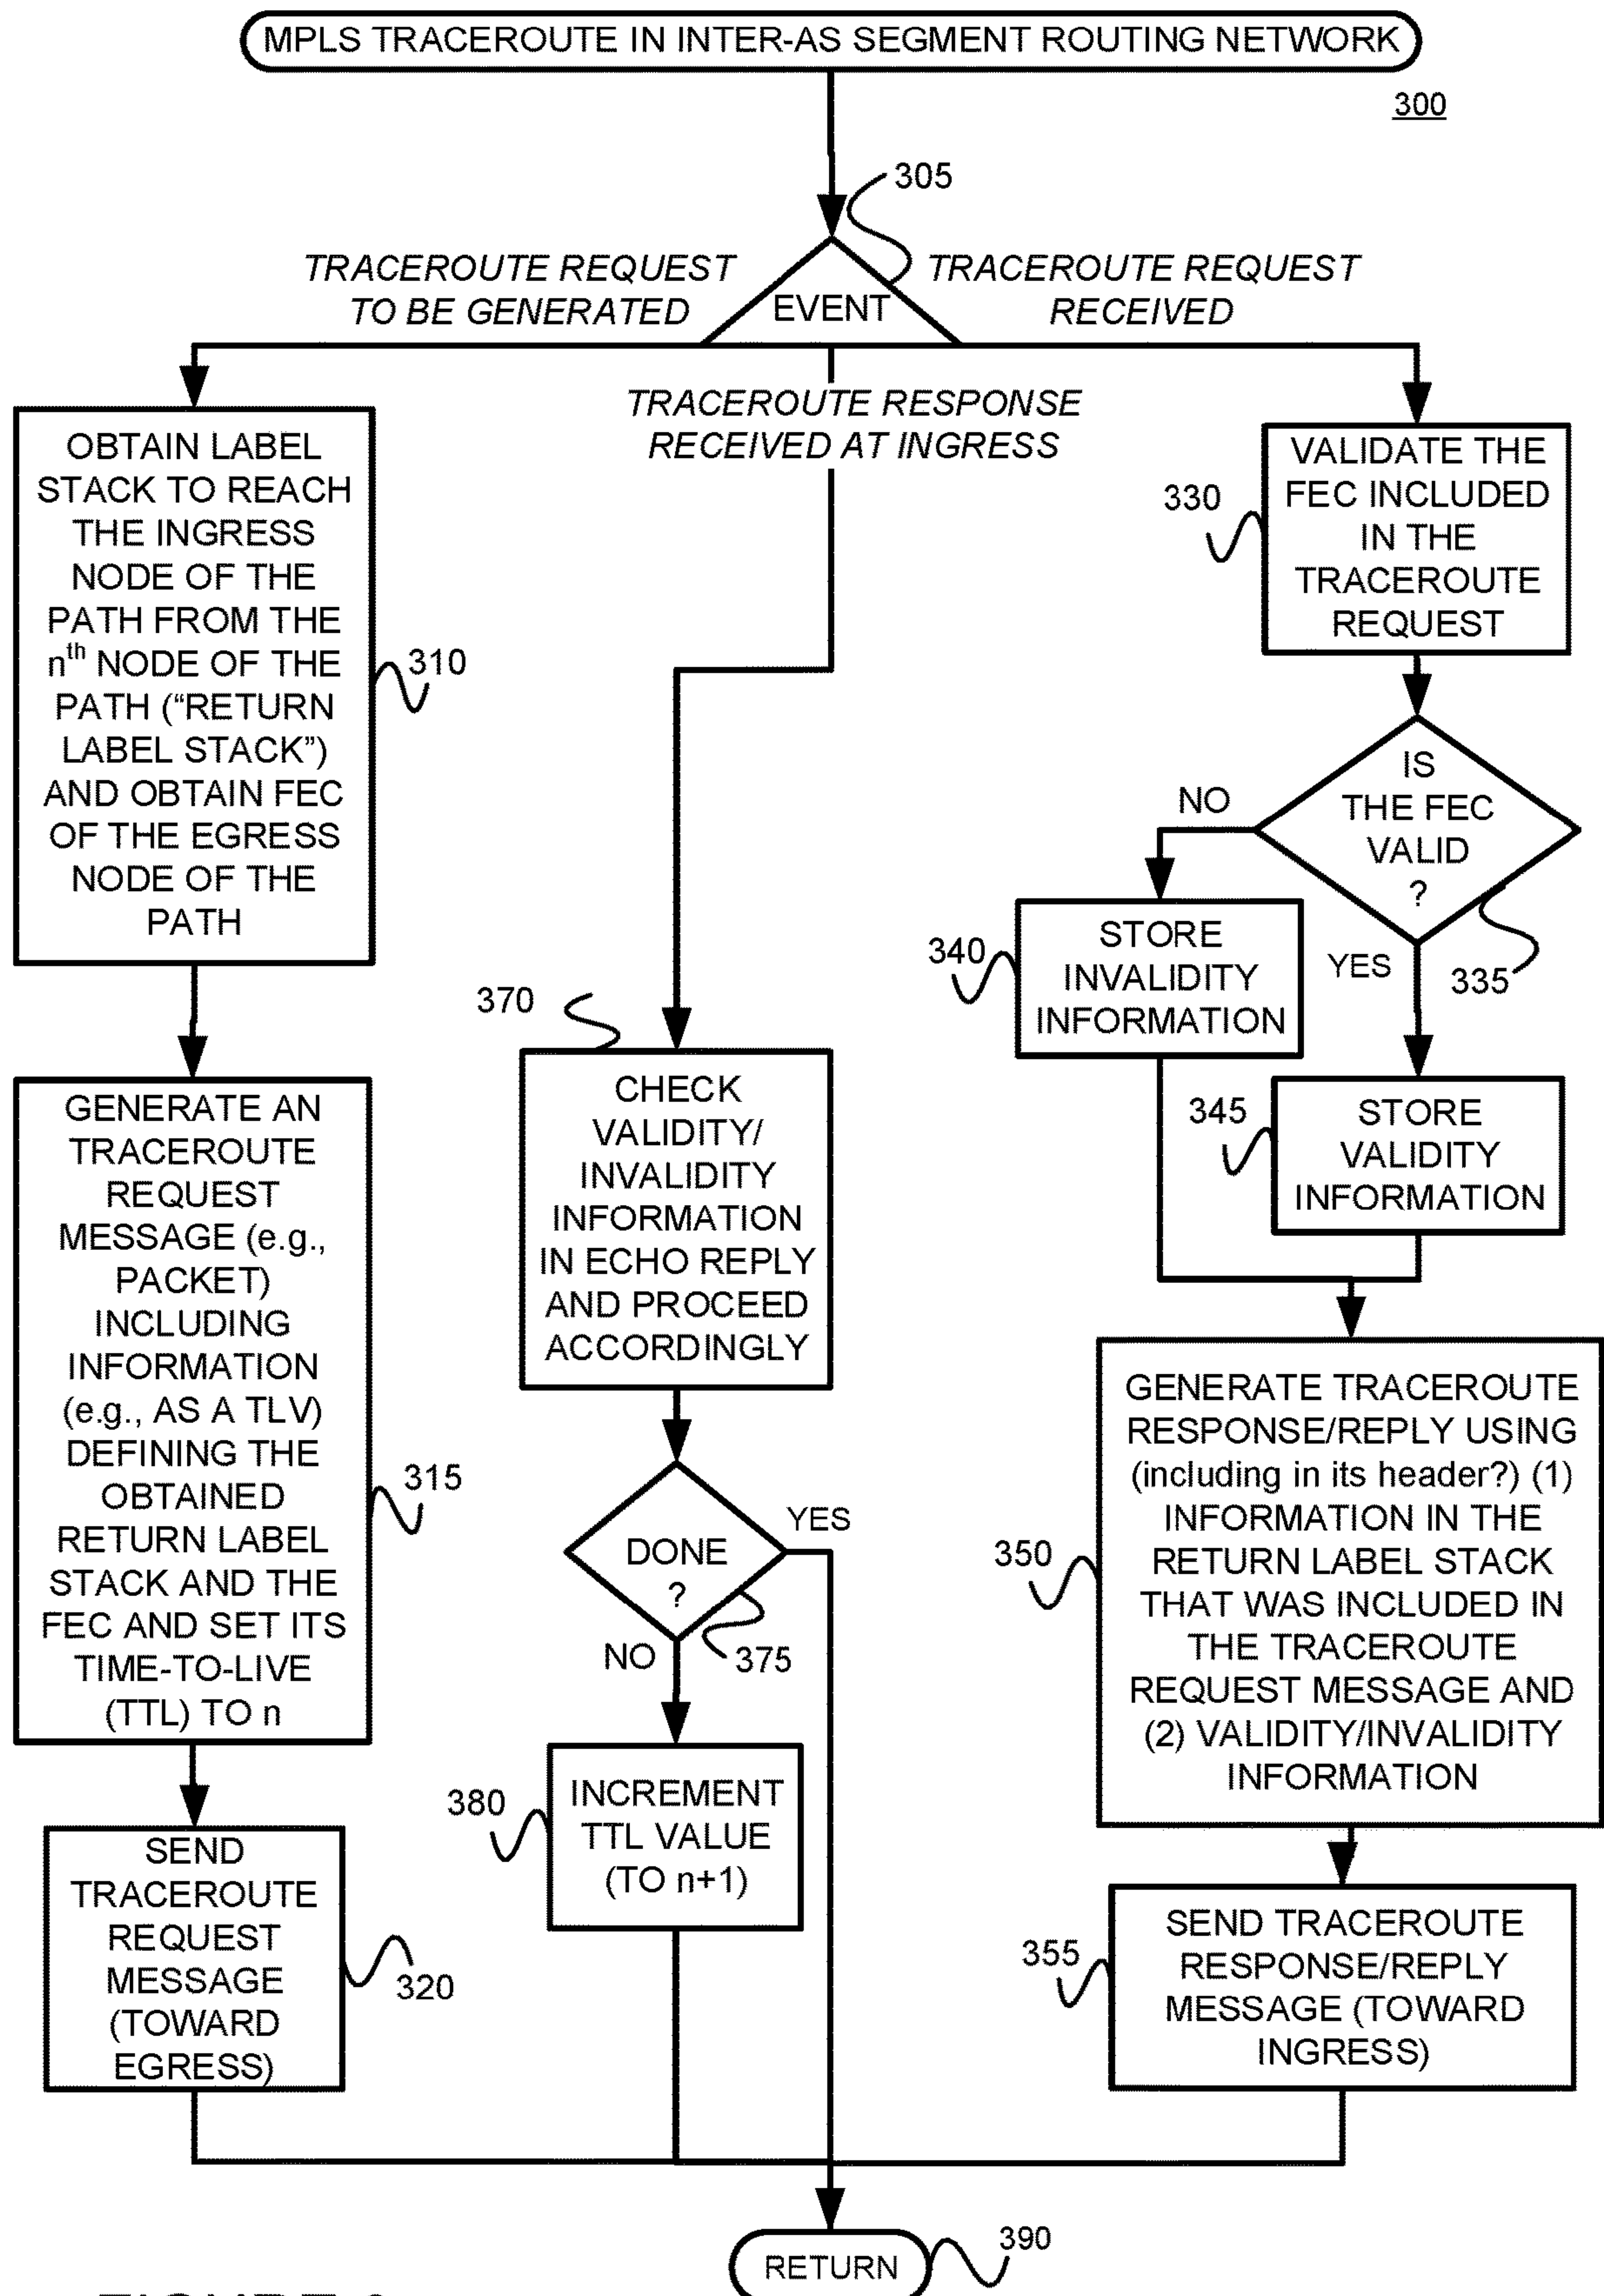 MPLS TRACEROUTE IN INTER-AS SEGMENT ROUTING NETWORK
300
305
TRACEROUTE REQUEST
TO BE GENERATED
EVENT
TRACEROUTE REQUEST
RECEIVED
TRACEROUTE RESPONSE
RECEIVED AT INGRESS
OBTAIN LABEL
STACK TO REACH
THE INGRESS
NODE OF THE
PATH FROM THE
nth NODE OF THE
PATH (“RETURN
LABEL STACK”)
AND OBTAIN FEC
OF THE EGRESS
NODE OF THE
PATH
310
GENERATE AN
TRACEROUTE
REQUEST
MESSAGE (e.g.,
PACKET)
INCLUDING
INFORMATION
(e.g., AS A TLV)
DEFINING THE
OBTAINED
RETURN LABEL
STACK AND THE
FEC AND SET ITS
TIME-TO-LIVE
(TTL) TO n
315
SEND
TRACEROUTE
REQUEST
MESSAGE
(TOWARD
EGRESS)
320
370
CHECK
VALIDITY/
INVALIDITY
INFORMATION
IN ECHO REPLY
AND PROCEED
ACCORDINGLY
DONE
?
YES
NO
375
380
INCREMENT
TTL VALUE
(TO n+1)
330
VALIDATE THE
FEC INCLUDED
IN THE
TRACEROUTE
REQUEST
IS
THE FEC
VALID
?
NO
YES
335
340
STORE
INVALIDITY
INFORMATION
345
STORE
VALIDITY
INFORMATION
350
GENERATE TRACEROUTE
RESPONSE/REPLY USING
(including in its header?) (1)
INFORMATION IN THE
RETURN LABEL STACK
THAT WAS INCLUDED IN
THE TRACEROUTE
REQUEST MESSAGE AND
(2) VALIDITY/INVALIDITY
INFORMATION
355
SEND TRACEROUTE
RESPONSE/REPLY
MESSAGE (TOWARD
INGRESS)
RETURN
390